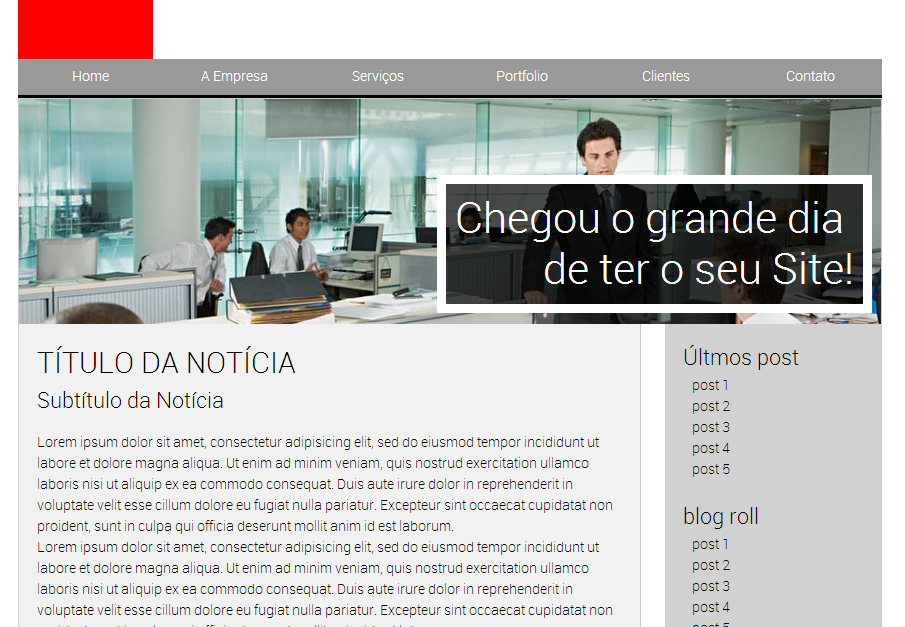 Home A Empresa Serviços Portfolio Clientes Contato
Chegou o grande dia
de ter o seu Site!
TÍTULO DA NOTÍCIA
Subtítulo da Notícia
Lorem ipsum dolor sit amet, consectetur adipisicing elit, sed do eiusmod tempor incididunt ut
labore et dolore magna aliqua. Ut enim ad minim veniam, quis nostrud exercitation ullamco
laboris nisi ut aliquip ex ea commodo consequat. Duis aute irure dolor in reprehenderit in
voluptate velit esse cillum dolore eu fugiat nulla pariatur. Excepteur sint occaecat cupidatat non
proident, sunt in culpa qui officia deserunt mollit anim id est laborum.
Lorem ipsum dolor sit amet, consectetur adipisicing elit, sed do eiusmod tempor incididunt ut
labore et dolore magna aliqua. Ut enim ad minim veniam, quis nostrud exercitation ullamco
laboris nisi ut aliquip ex ea commodo consequat. Duis aute irure dolor in reprehenderit in
voluptate velit esse cillum dolore eu fugiat nulla pariatur. Excepteur sint occaecat cupidatat non
Últmos post
post 1
post 2
post 3
post 4
post 5
blog roll
post 1
post 2
post 3
post 4
post 5